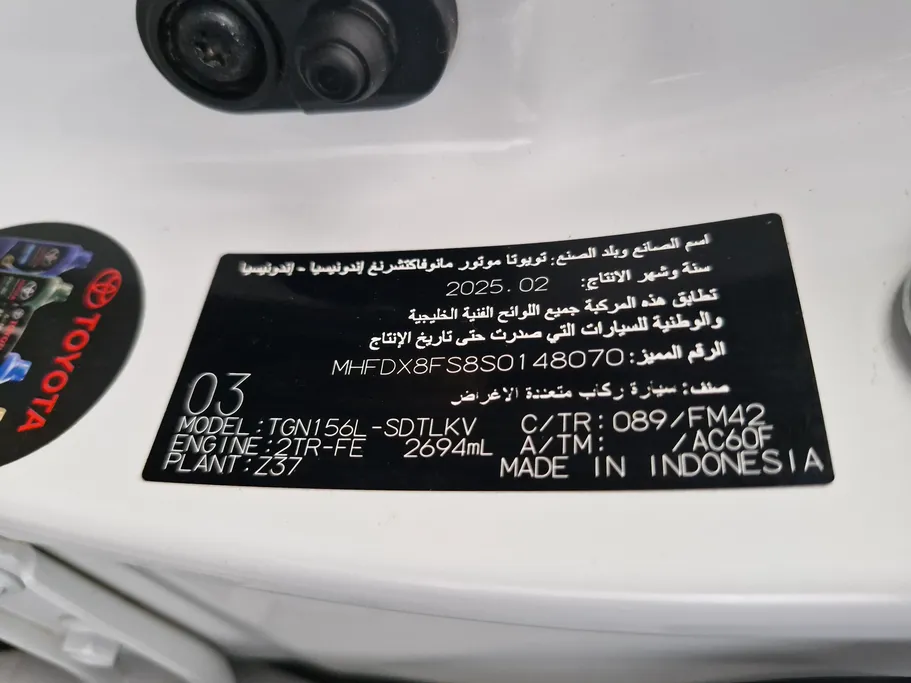 اسم الصانع وبلد الصنع: تويوتا موتور مانوفاكتشرنغ إندونيسيا - إندونيسيا
سنة وشهر الانتاج: 2025.02
تطابق هذه المركبة جميع اللوائح الفنية الخليجية
والوطنية للسيارات التي صدرت حتى تاريخ الإنتاج
الرقم المميز: MHFDX8FS8S0148070
صنف: سيارة ركاب متعددة الاغراض
03
MODEL:TGN156L-SDTLKV C/TR:089/FM42
ENGINE:2TR-FE 2694mL A/TM: /AC60F
PLANT:Z37 MADE IN INDONESIA
TOYOTA